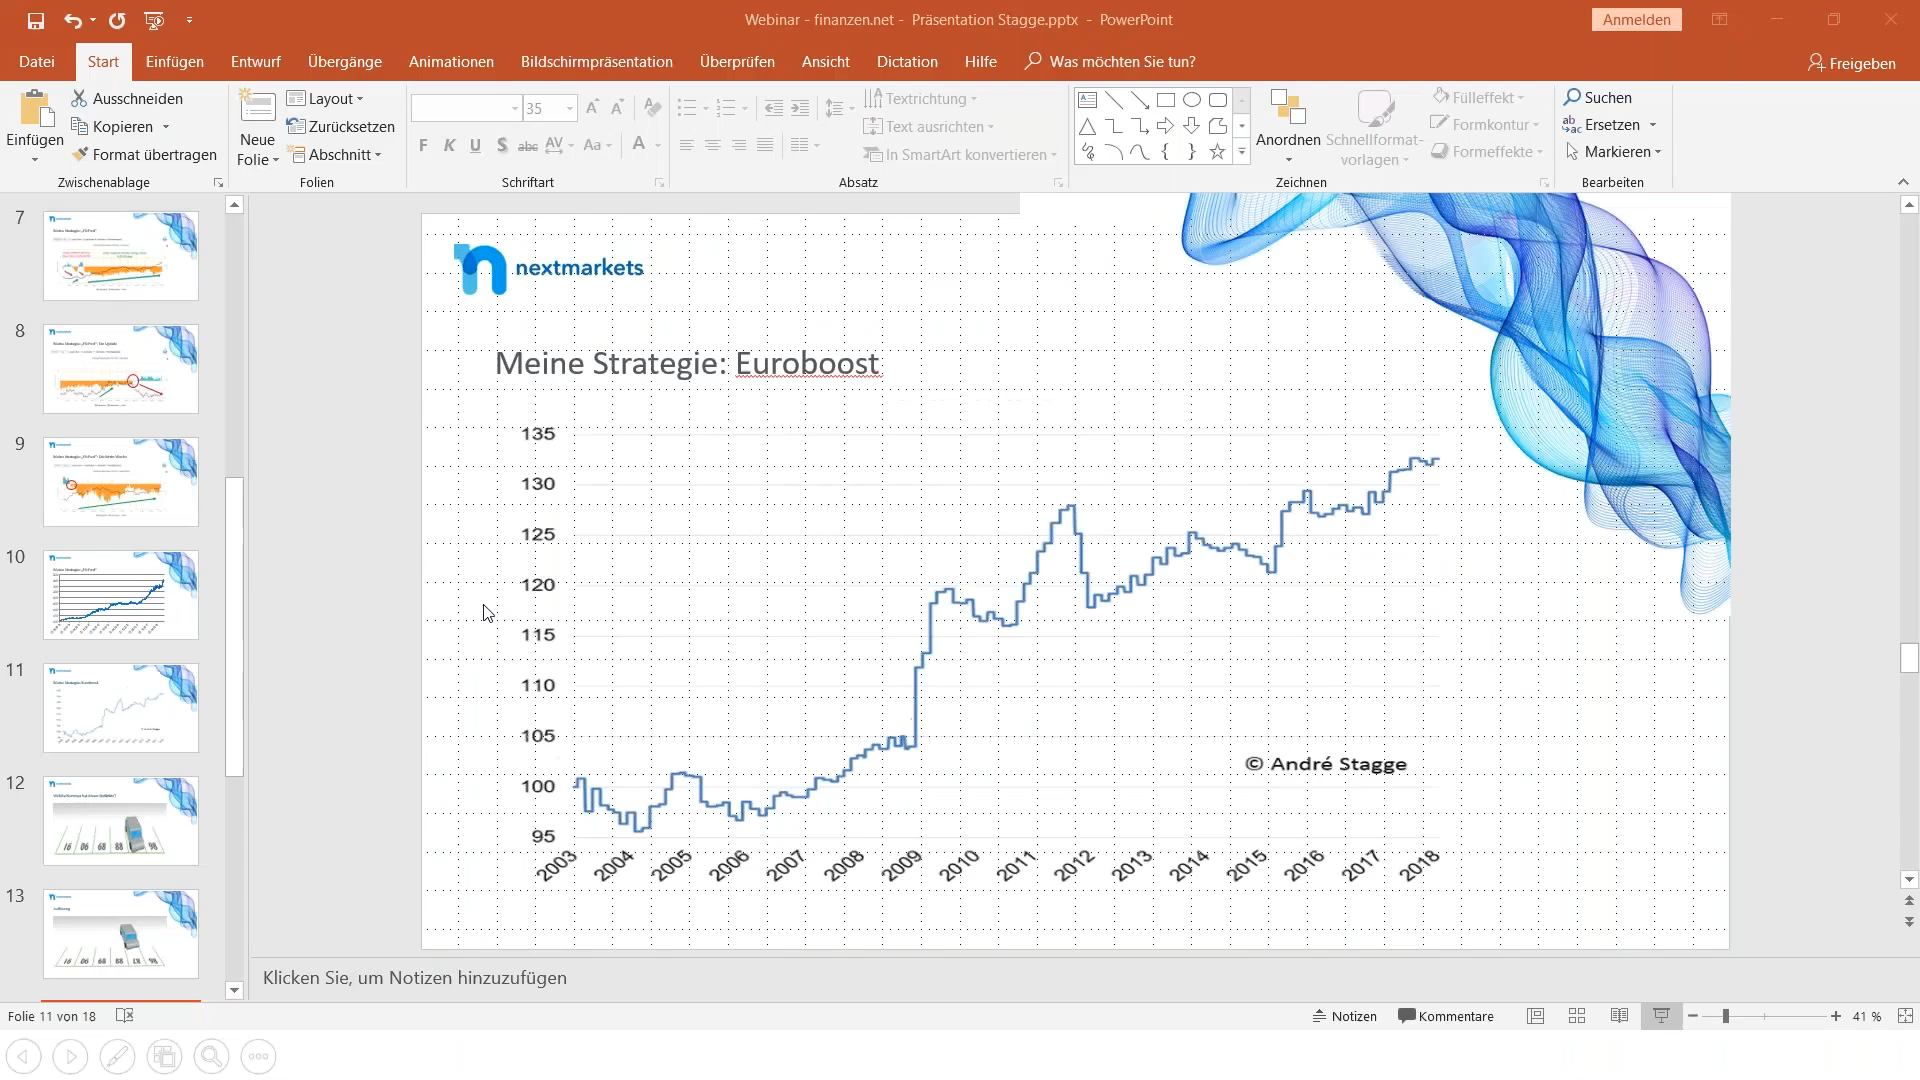 Webinar - finanzen.net - Präsentation Stagge.pptx - PowerPoint
Anmelden
Datei
Start
Einfügen
Entwurf
Übergänge
Animationen
Bildschirmpräsentation
Überprüfen
Ansicht
Dictation
Hilfe
Was möchten Sie tun?
Freigeben
Einfügen
Ausschneiden
Kopieren
Format übertragen
Zwischenablage
Neue
Folie
Layout
Zurücksetzen
Abschnitt
Folien
35
F K U S abc AV Aa A
Schriftart
Textrichtung
Text ausrichten
In SmartArt konvertieren
Absatz
Anordnen
Schnellformat-
vorlagen
Fülleffekt
Formkontur
Formeffekte
Zeichnen
Suchen
Ersetzen
Markieren
Bearbeiten
7
8
9
10
11
12
13
nextmarkets
Meine Strategie: Euroboost
135
130
125
120
115
110
105
100
95
© André Stagge
2003 2004 2005 2006 2007 2008 2009 2010 2011 2012 2013 2014 2015 2016 2017 2018
Klicken Sie, um Notizen hinzuzufügen
Folie 11 von 18
Notizen
Kommentare
41 %